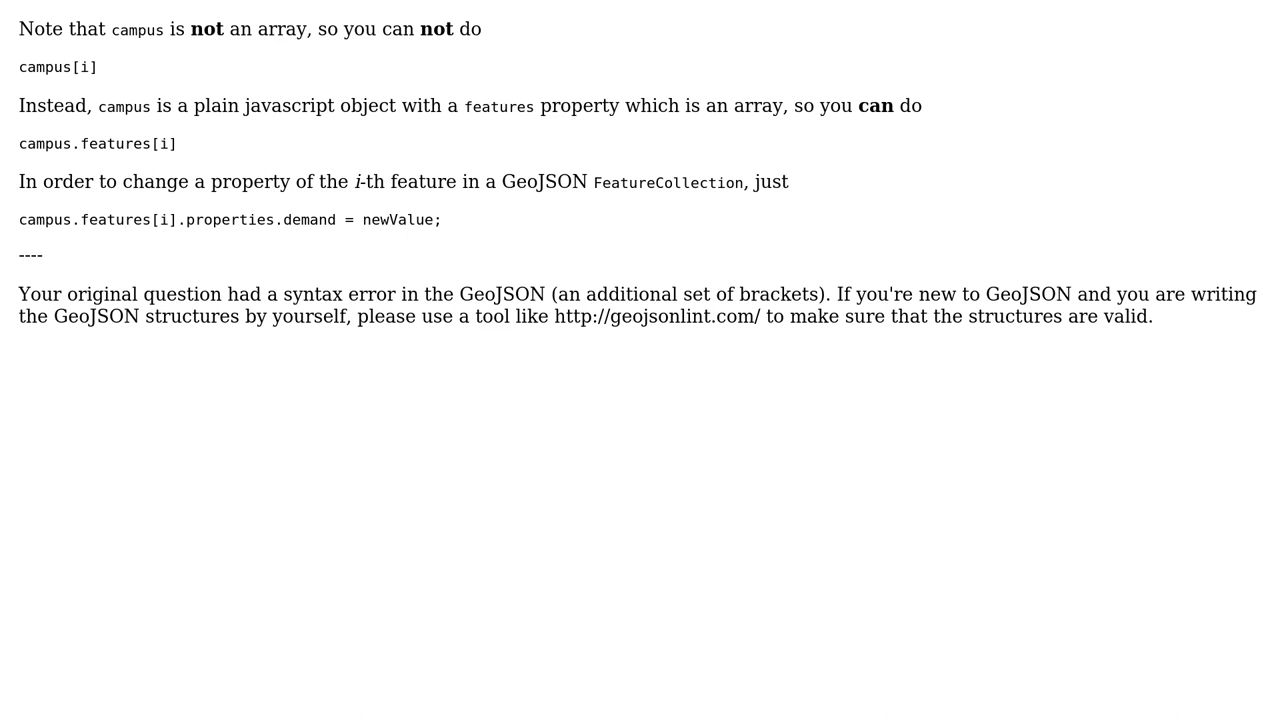 Note that campus is not an array, so you can not do
campus[i]
Instead, campus is a plain javascript object with a features property which is an array, so you can do
campus.features[i]
In order to change a property of the i-th feature in a GeoJSON FeatureCollection, just
campus.features[i].properties.demand = newValue;
----
Your original question had a syntax error in the GeoJSON (an additional set of brackets). If you're new to GeoJSON and you are writing
the GeoJSON structures by yourself, please use a tool like http://geojsonlint.com/ to make sure that the structures are valid.